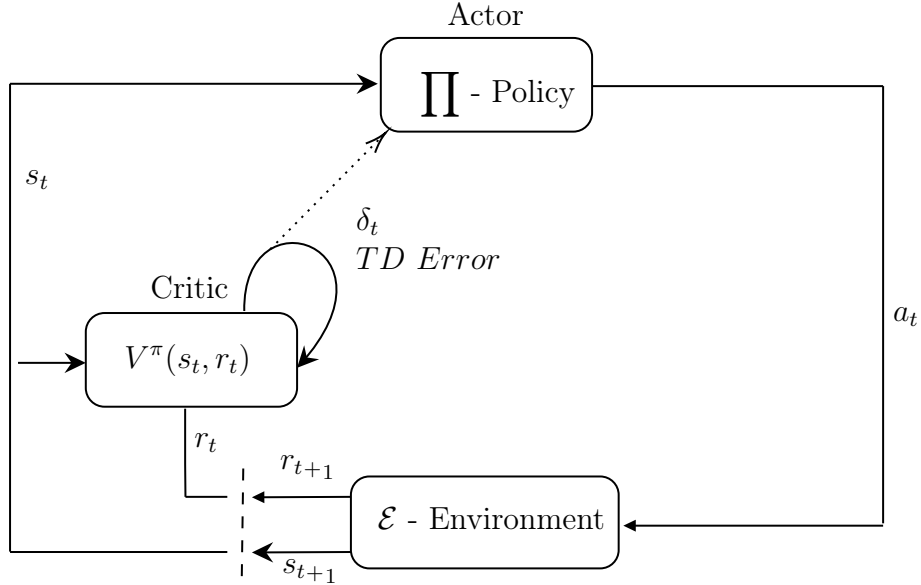 Actor
∏ - Policy
s_t
δ_t
TD Error
Critic
V^π(s_t, r_t)
a_t
r_t
r_{t+1}
ℰ - Environment
s_{t+1}